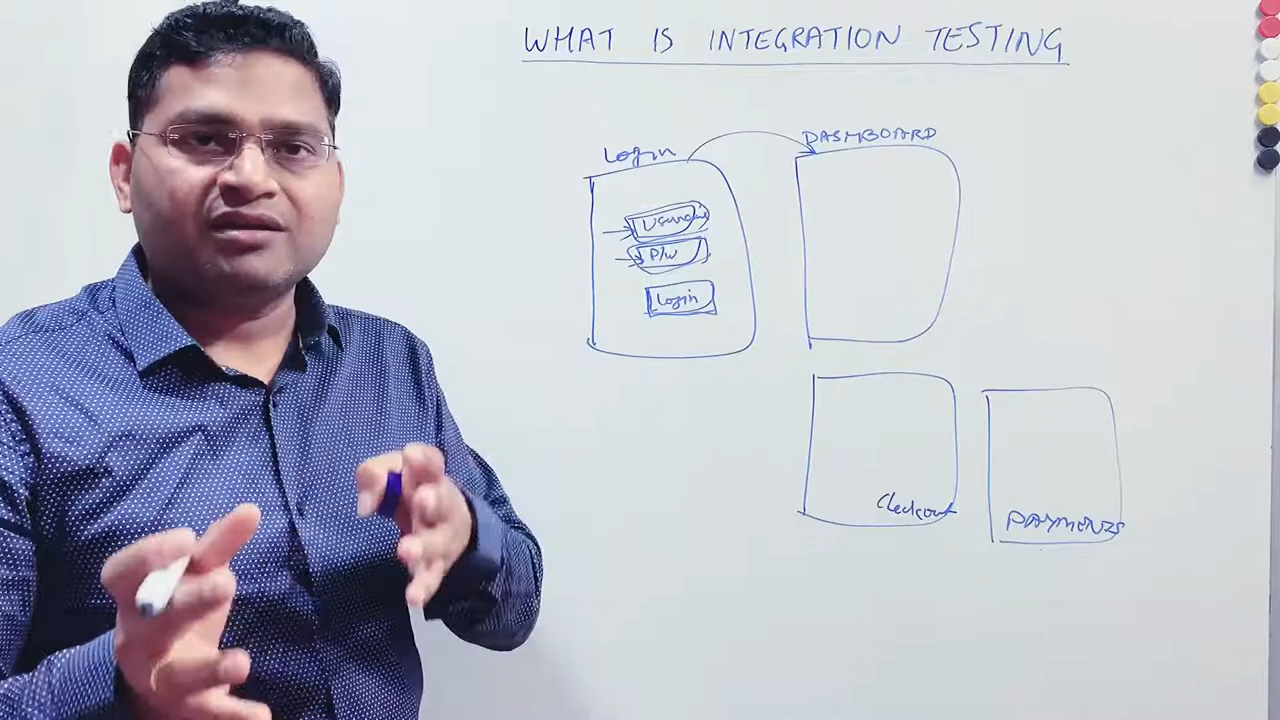 WHAT IS INTEGRATION TESTING
Login
DASHBOARD
Username
P/W
Login
Checkout
PAYMENTS